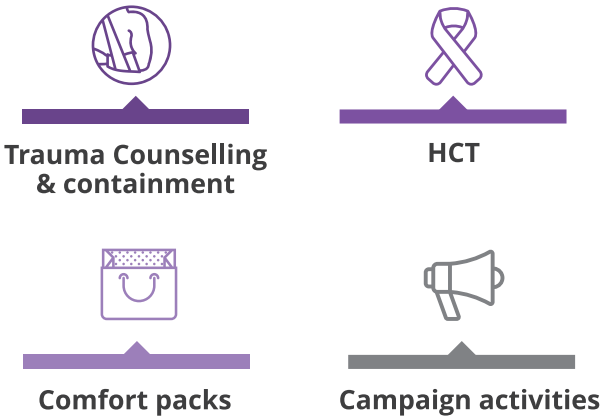 Trauma Counselling
& containment
HCT
Comfort packs
Campaign activities